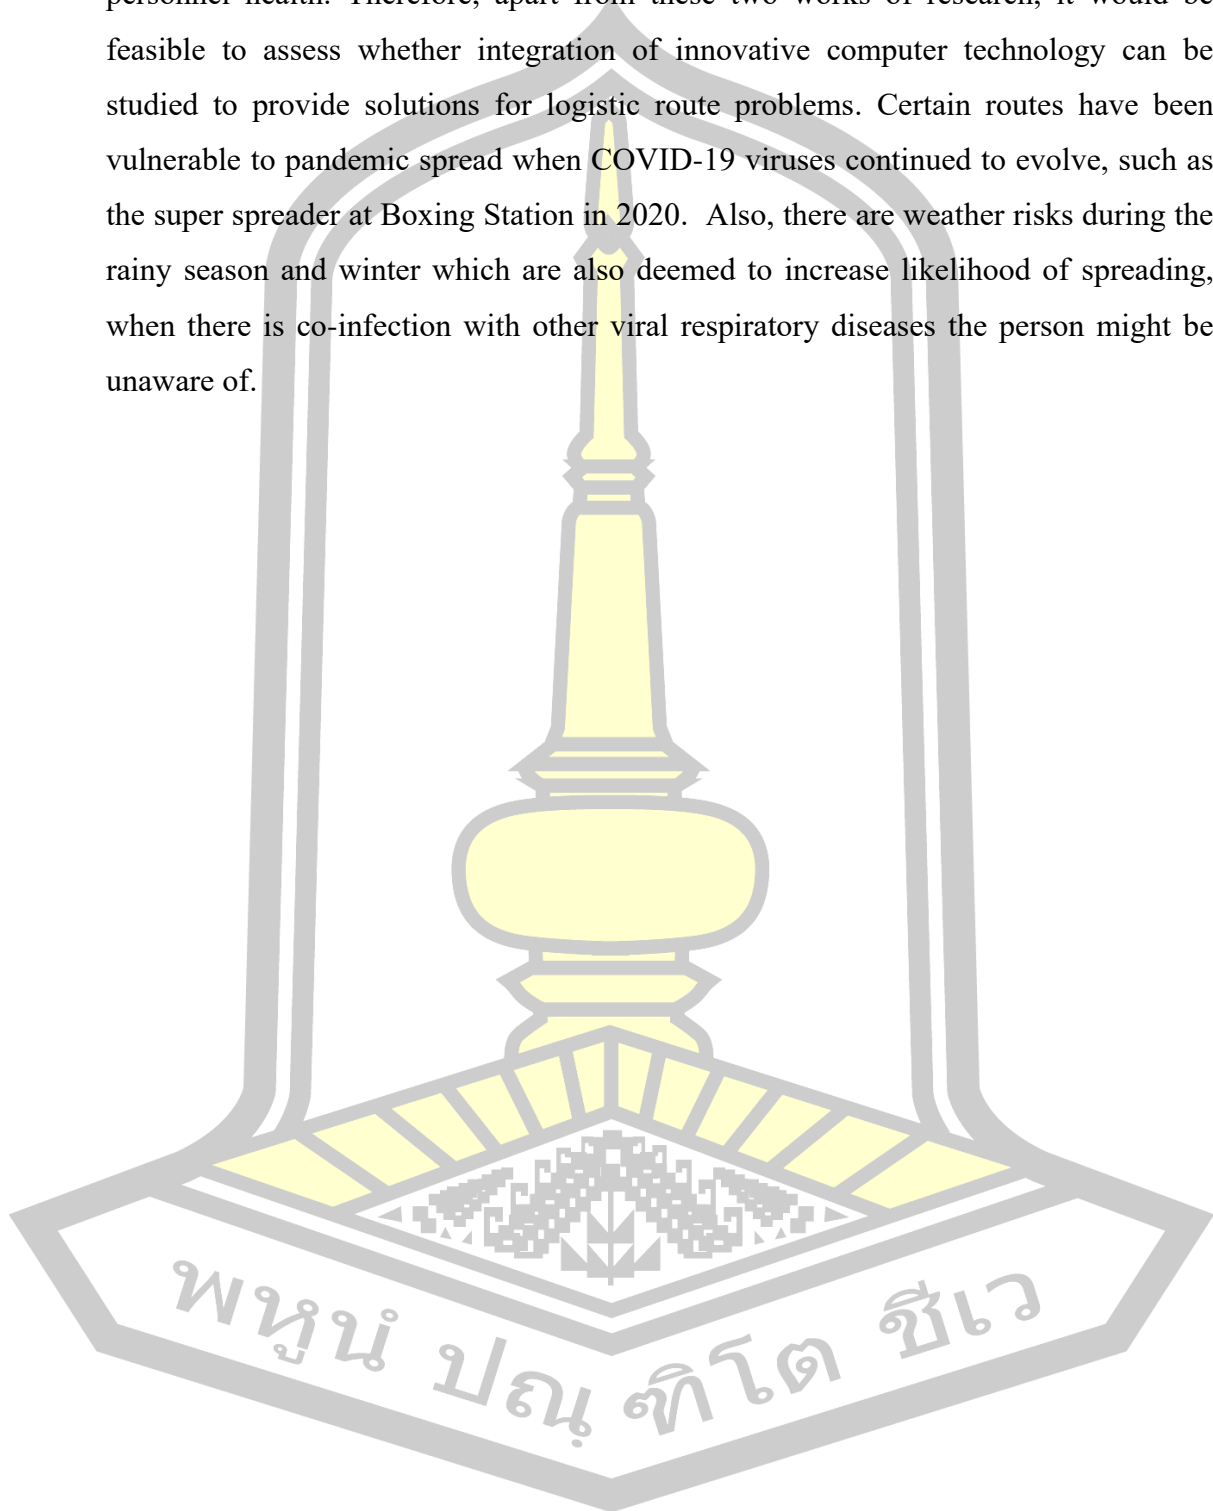 personnel health. Therefore, apart from these two works of research, it would be
feasible to assess whether integration of innovative computer technology can be
studied to provide solutions for logistic route problems. Certain routes have been
vulnerable to pandemic spread when COVID-19 viruses continued to evolve, such as
the super spreader at Boxing Station in 2020.  Also, there are weather risks during the
rainy season and winter which are also deemed to increase likelihood of spreading,
when there is co-infection with other viral respiratory diseases the person might be
unaware of.
พหูนํ ปณฺฑิโต ชีเว